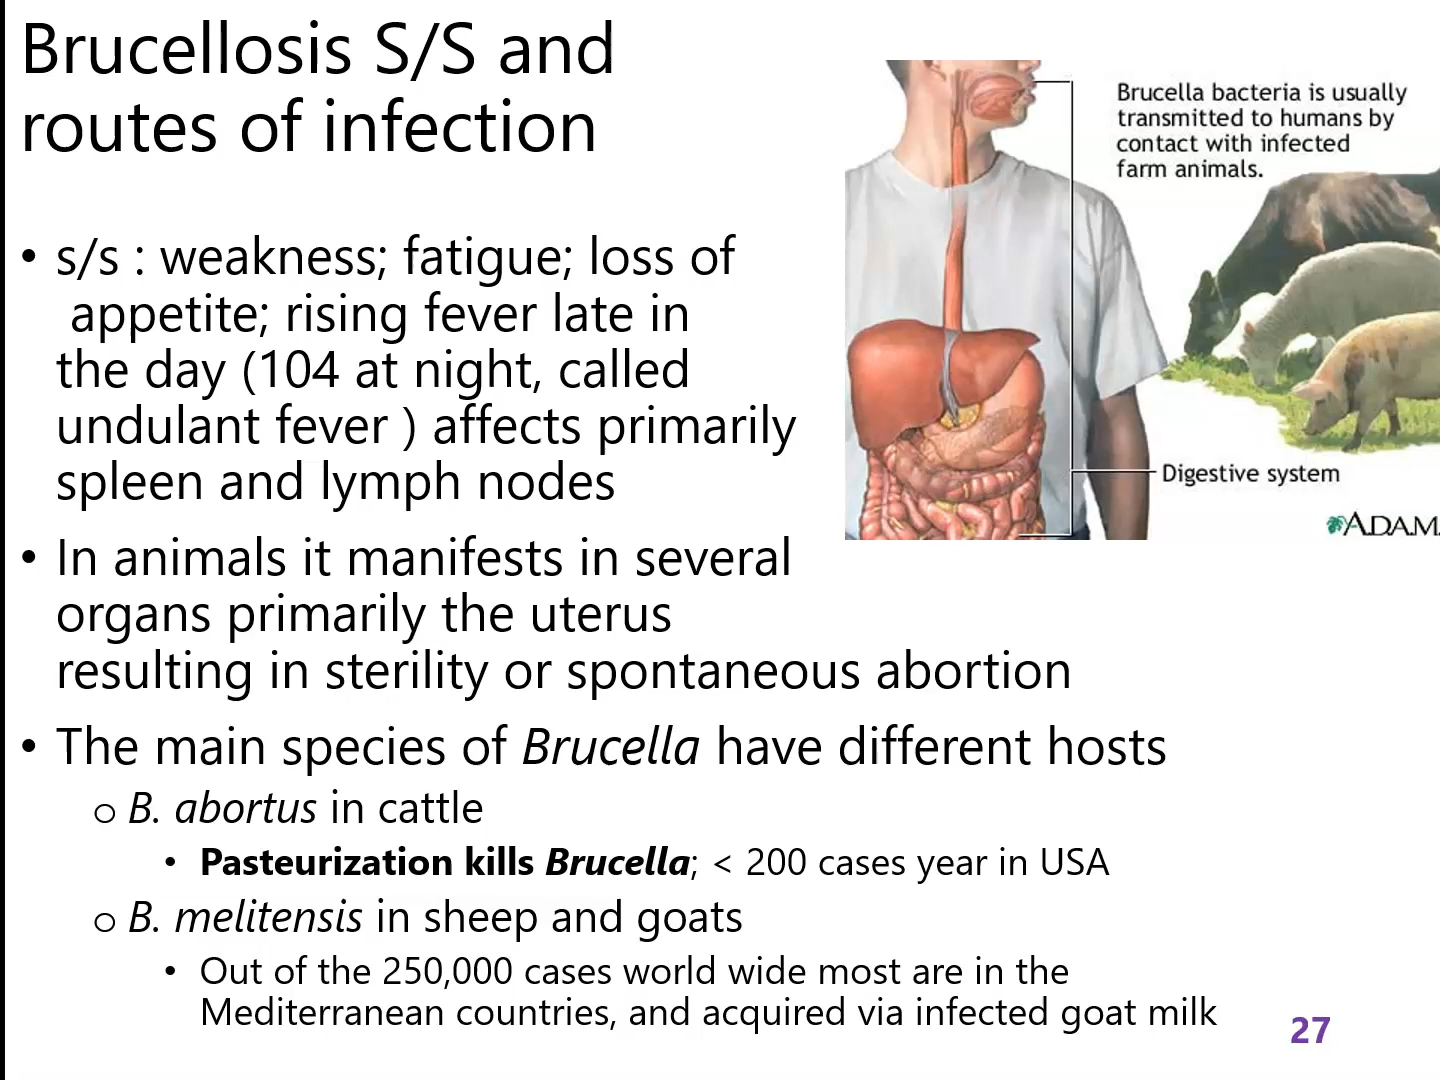 Brucellosis S/S and
routes of infection
Brucella bacteria is usually
transmitted to humans by
contact with infected
farm animals.
• s/s : weakness; fatigue; loss of
appetite; rising fever late in
the day (104 at night, called
undulant fever ) affects primarily
spleen and lymph nodes
Digestive system
A.D.A.M.
• In animals it manifests in several
organs primarily the uterus
resulting in sterility or spontaneous abortion
• The main species of Brucella have different hosts
o B. abortus in cattle
• Pasteurization kills Brucella; < 200 cases year in USA
o B. melitensis in sheep and goats
• Out of the 250,000 cases world wide most are in the
Mediterranean countries, and acquired via infected goat milk
27